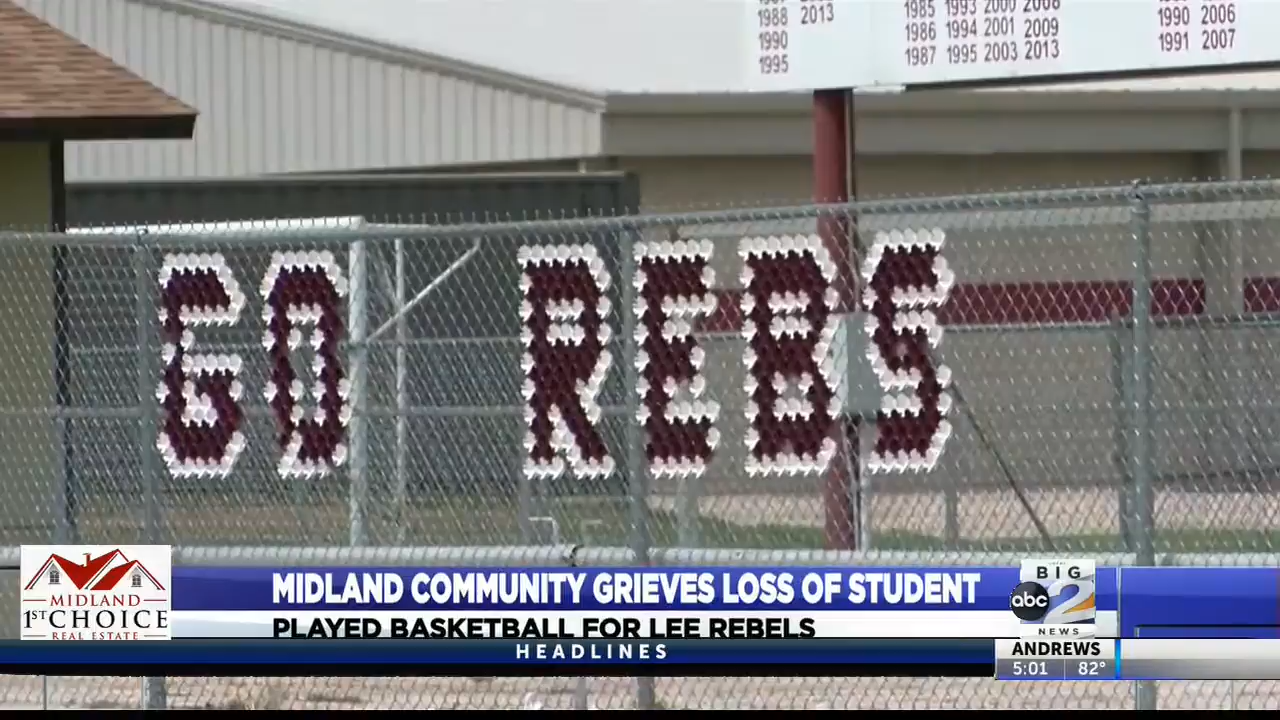 1988 2013
1990
1995
1985 1993 2000 2008
1986 1994 2001 2009
1987 1995 2003 2013
1990 2006
1991 2007
GO REBS
MIDLAND
1ST CHOICE
REAL ESTATE
MIDLAND COMMUNITY GRIEVES LOSS OF STUDENT
PLAYED BASKETBALL FOR LEE REBELS
HEADLINES
BIG
abc 2
NEWS
ANDREWS
5:01 82°